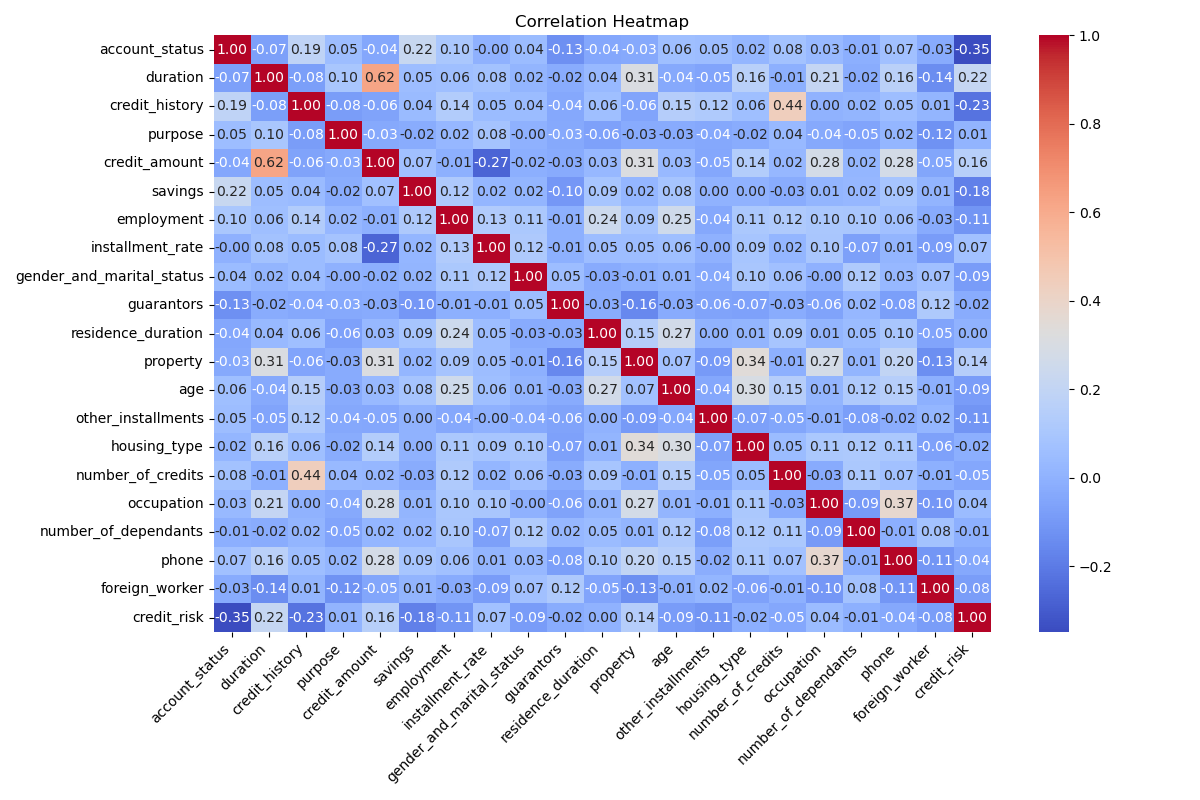 Correlation Heatmap
account_status 1.00 -0.07 0.19 0.05 -0.04 0.22 0.10 -0.00 0.04 -0.13 -0.04 -0.03 0.06 0.05 0.02 0.08 0.03 -0.01 0.07 -0.03 -0.35
duration -0.07 1.00 -0.08 0.10 0.62 0.05 0.06 0.08 0.02 -0.02 0.04 0.31 -0.04 -0.05 0.16 -0.01 0.21 -0.02 0.16 -0.14 0.22
credit_history 0.19 -0.08 1.00 -0.08 -0.06 0.04 0.14 0.05 0.04 -0.04 0.06 -0.06 0.15 0.12 0.06 0.44 0.00 0.02 0.05 0.01 -0.23
purpose 0.05 0.10 -0.08 1.00 -0.03 -0.02 0.02 0.08 -0.00 -0.03 -0.06 -0.03 -0.03 -0.04 -0.02 0.04 -0.04 -0.05 0.02 -0.12 0.01
credit_amount -0.04 0.62 -0.06 -0.03 1.00 0.07 -0.01 -0.27 -0.02 -0.03 0.03 0.31 0.03 -0.05 0.14 0.02 0.28 0.02 0.28 -0.05 0.16
savings 0.22 0.05 0.04 -0.02 0.07 1.00 0.12 0.02 0.02 -0.10 0.09 0.02 0.08 0.00 0.00 -0.03 0.01 0.02 0.09 0.01 -0.18
employment 0.10 0.06 0.14 0.02 -0.01 0.12 1.00 0.13 0.11 -0.01 0.24 0.09 0.25 -0.04 0.11 0.12 0.10 0.10 0.06 -0.03 -0.11
installment_rate -0.00 0.08 0.05 0.08 -0.27 0.02 0.13 1.00 0.12 -0.01 0.05 0.05 0.06 -0.00 0.09 0.02 0.10 -0.07 0.01 -0.09 0.07
gender_and_marital_status 0.04 0.02 0.04 -0.00 -0.02 0.02 0.11 0.12 1.00 0.05 -0.03 -0.01 0.01 -0.04 0.10 0.06 -0.00 0.12 0.03 0.07 -0.09
guarantors -0.13 -0.02 -0.04 -0.03 -0.03 -0.10 -0.01 -0.01 0.05 1.00 -0.03 -0.16 -0.03 -0.06 -0.07 -0.03 -0.06 0.02 -0.08 0.12 -0.02
residence_duration -0.04 0.04 0.06 -0.06 0.03 0.09 0.24 0.05 -0.03 -0.03 1.00 0.15 0.27 0.00 0.01 0.09 0.01 0.05 0.10 -0.05 0.00
property -0.03 0.31 -0.06 -0.03 0.31 0.02 0.09 0.05 -0.01 -0.16 0.15 1.00 0.07 -0.09 0.34 -0.01 0.27 0.01 0.20 -0.13 0.14
age 0.06 -0.04 0.15 -0.03 0.03 0.08 0.25 0.06 0.01 -0.03 0.27 0.07 1.00 -0.04 0.30 0.15 0.01 0.12 0.15 -0.01 -0.09
other_installments 0.05 -0.05 0.12 -0.04 -0.05 0.00 -0.04 -0.00 -0.04 -0.06 0.00 -0.09 -0.04 1.00 -0.07 -0.05 -0.01 -0.08 -0.02 0.02 -0.11
housing_type 0.02 0.16 0.06 -0.02 0.14 0.00 0.11 0.09 0.10 -0.07 0.01 0.34 0.30 -0.07 1.00 0.05 0.11 0.12 0.11 -0.06 -0.02
number_of_credits 0.08 -0.01 0.44 0.04 0.02 -0.03 0.12 0.02 0.06 -0.03 0.09 -0.01 0.15 -0.05 0.05 1.00 -0.03 0.11 0.07 -0.01 -0.05
occupation 0.03 0.21 0.00 -0.04 0.28 0.01 0.10 0.10 -0.00 -0.06 0.01 0.27 0.01 -0.01 0.11 -0.03 1.00 -0.09 0.37 -0.10 0.04
number_of_dependants -0.01 -0.02 0.02 -0.05 0.02 0.02 0.10 -0.07 0.12 0.02 0.05 0.01 0.12 -0.08 0.12 0.11 -0.09 1.00 -0.01 0.08 -0.01
phone 0.07 0.16 0.05 0.02 0.28 0.09 0.06 0.01 0.03 -0.08 0.10 0.20 0.15 -0.02 0.11 0.07 0.37 -0.01 1.00 -0.11 -0.04
foreign_worker -0.03 -0.14 0.01 -0.12 -0.05 0.01 -0.03 -0.09 0.07 0.12 -0.05 -0.13 -0.01 0.02 -0.06 -0.01 -0.10 0.08 -0.11 1.00 -0.08
credit_risk -0.35 0.22 -0.23 0.01 0.16 -0.18 -0.11 0.07 -0.09 -0.02 0.00 0.14 -0.09 -0.11 -0.02 -0.05 0.04 -0.01 -0.04 -0.08 1.00
account_status
duration
credit_history
purpose
credit_amount
savings
employment
installment_rate
gender_and_marital_status
guarantors
residence_duration
property
age
other_installments
housing_type
number_of_credits
occupation
number_of_dependants
phone
foreign_worker
credit_risk
1.0
0.8
0.6
0.4
0.2
0.0
−0.2